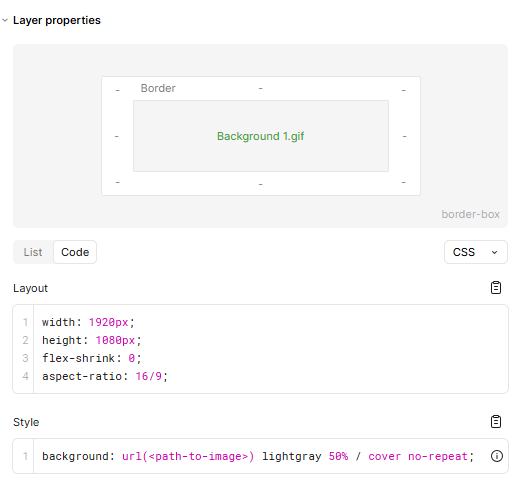 Layer properties
- Border - -
- Background 1.gif -
- - -
border-box
List Code CSS
Layout
1 width: 1920px;
2 height: 1080px;
3 flex-shrink: 0;
4 aspect-ratio: 16/9;
Style
1 background: url(<path-to-image>) lightgray 50% / cover no-repeat;